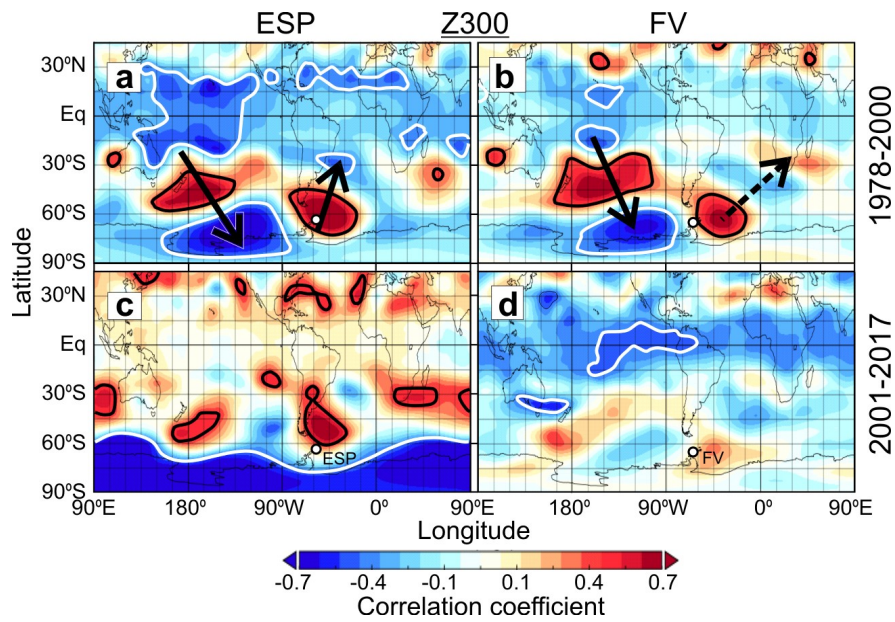 ESP Z300 FV
a
b
30ºN
Eq
30ºS
60ºS
90ºS
1978-2000
Latitude
c
d
30ºN
Eq
30ºS
60ºS
90ºS
ESP
FV
2001-2017
90ºE 180º 90ºW 0º 90ºE 180º 90ºW 0º 90ºE
Longitude
-0.7 -0.4 -0.1 0.1 0.4 0.7
Correlation coefficient